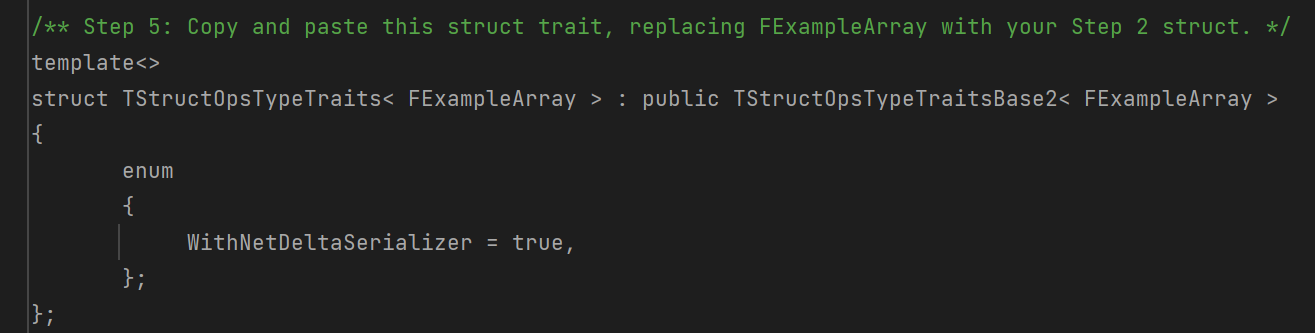 /** Step 5: Copy and paste this struct trait, replacing FExampleArray with your Step 2 struct. */
template<>
struct TStructOpsTypeTraits< FExampleArray > : public TStructOpsTypeTraitsBase2< FExampleArray >
{
       enum
       {
            WithNetDeltaSerializer = true,
       };
};